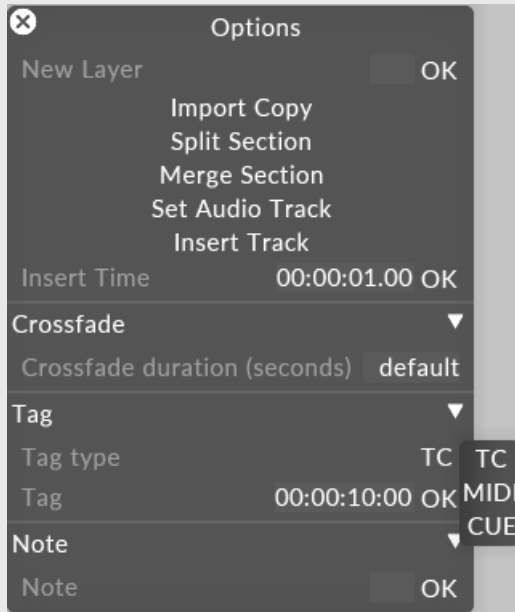 Options
New Layer OK
Import Copy
Split Section
Merge Section
Set Audio Track
Insert Track
Insert Time 00:00:01.00 OK
Crossfade
Crossfade duration (seconds) default
Tag
Tag type TC TC
Tag 00:00:10:00 OK MIDI
CUE
Note
Note OK